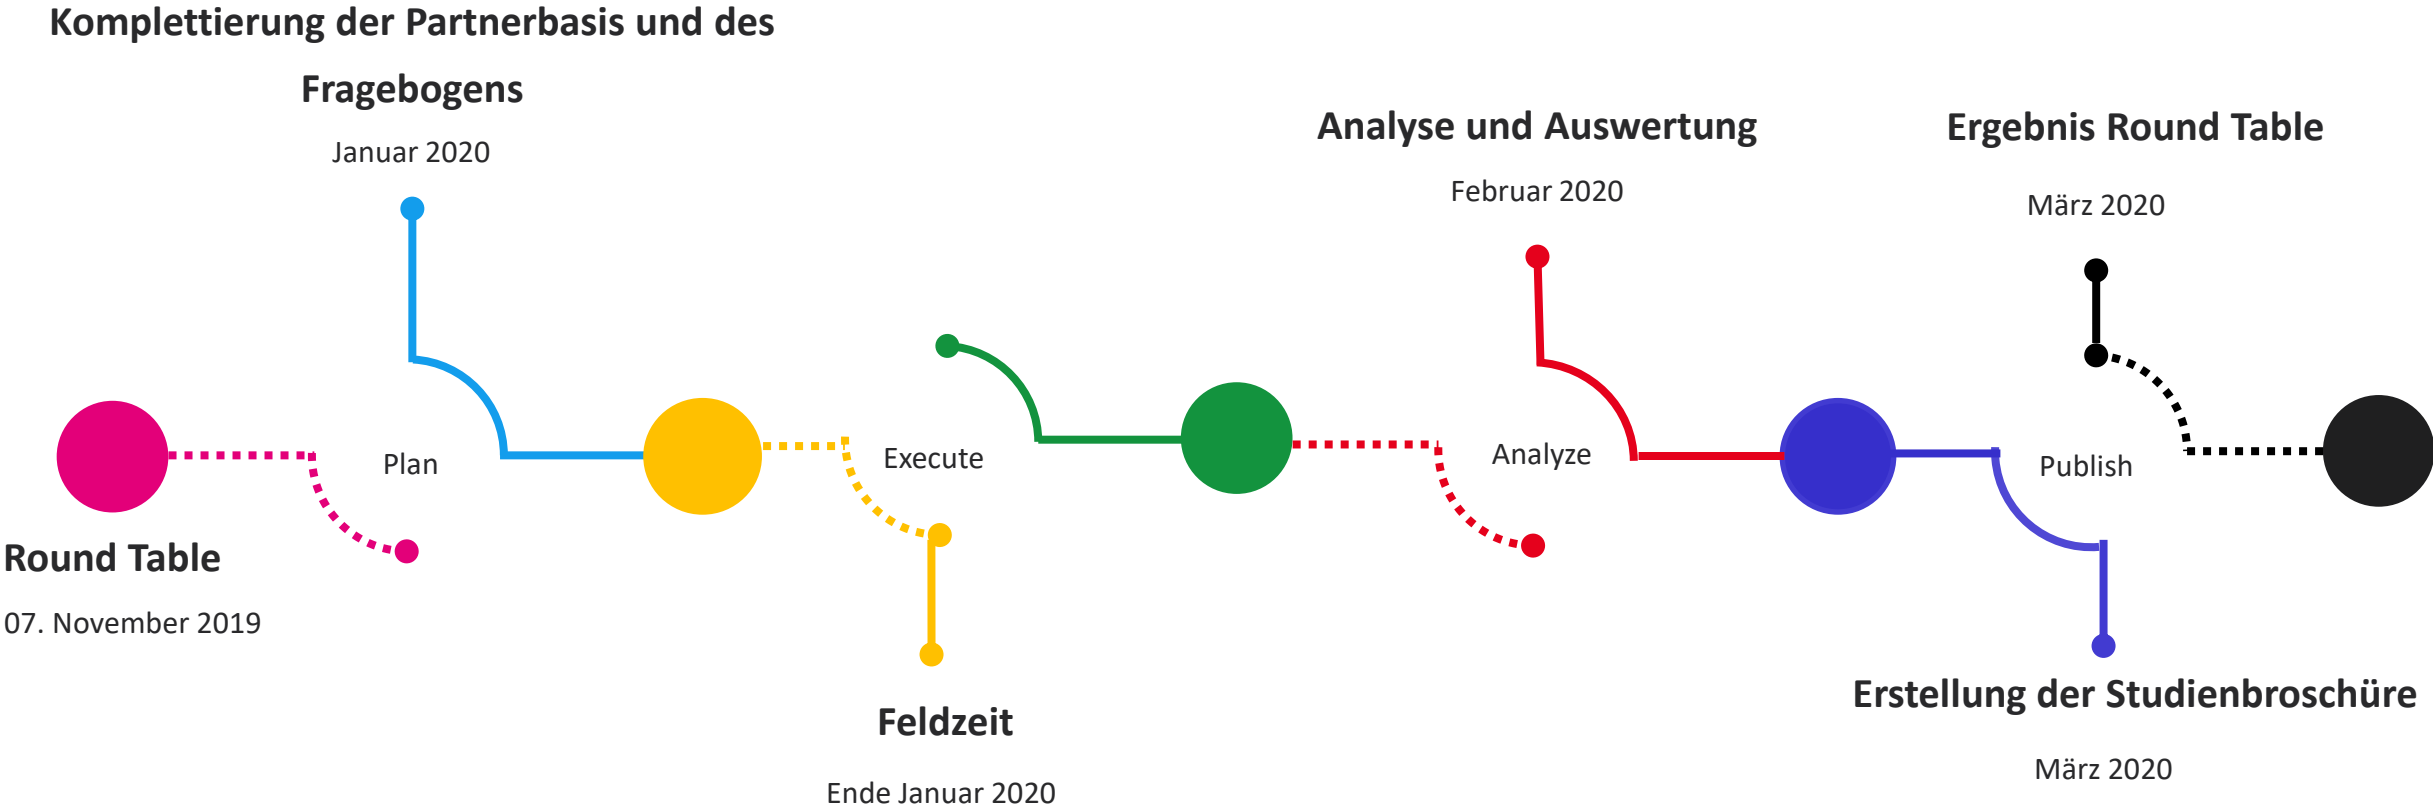 Komplettierung der Partnerbasis und des
Fragebogens
Januar 2020
Analyse und Auswertung
Februar 2020
Ergebnis Round Table
März 2020
Plan
Execute
Analyze
Publish
Round Table
07. November 2019
Feldzeit
Ende Januar 2020
Erstellung der Studienbroschüre
März 2020